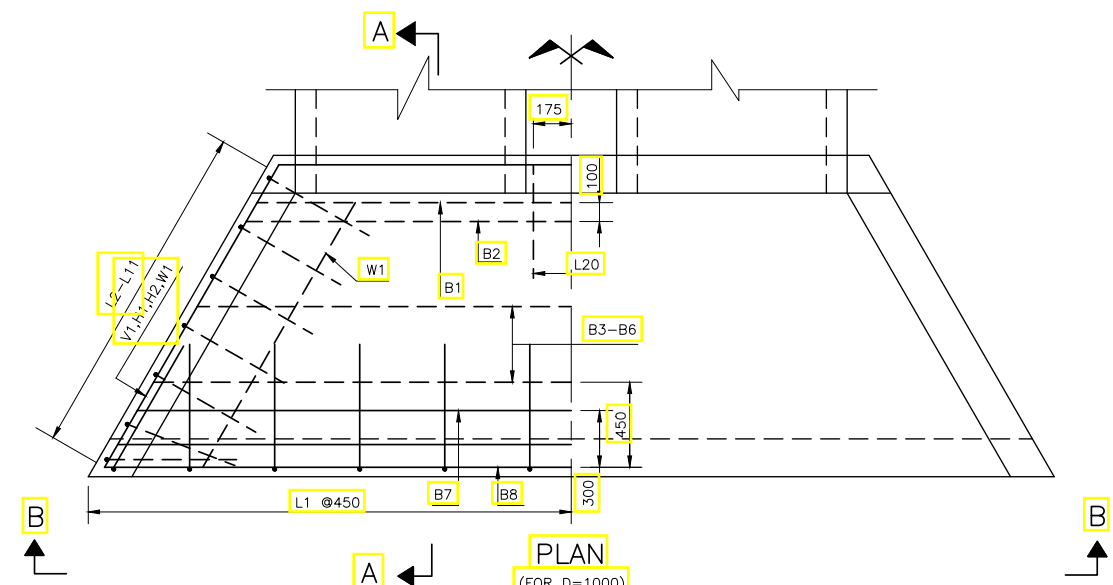 A
175
100
B2
L20
W1
B1
L2-L11
V1,H1,H2,W1
B3-B6
450
300
L1 @450
B7
B8
B
B
PLAN
A
(FOR D=1000)